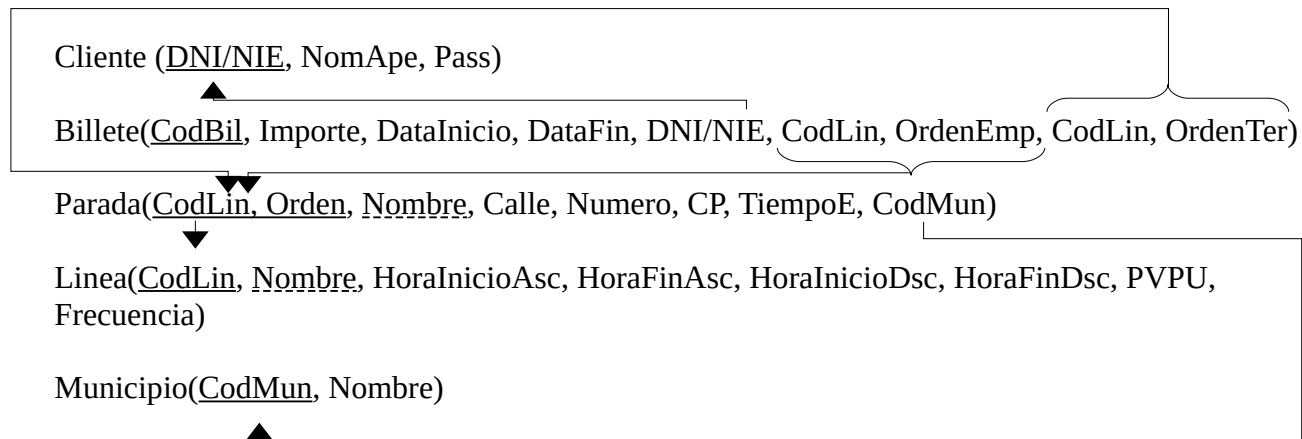 Cliente (DNI/NIE, NomApe, Pass)
Billete(CodBil, Importe, DataInicio, DataFin, DNI/NIE, CodLin, OrdenEmp, CodLin, OrdenTer)
Parada(CodLin, Orden, Nombre, Calle, Numero, CP, TiempoE, CodMun)
Linea(CodLin, Nombre, HoraInicioAsc, HoraFinAsc, HoraInicioDsc, HoraFinDsc, PVPU,
Frecuencia)
Municipio(CodMun, Nombre)